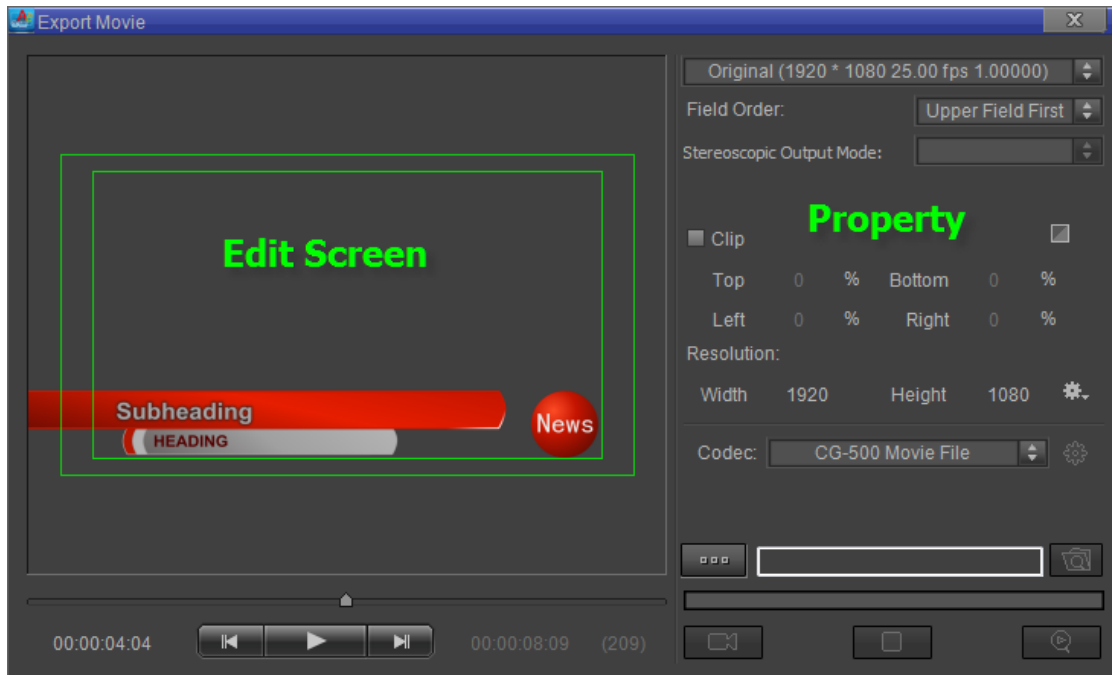 Export Movie
Original (1920 * 1080 25.00 fps 1.00000)
Field Order: Upper Field First
Stereoscopic Output Mode:
Property
Clip
Edit Screen
Top 0 % Bottom 0 %
Left 0 % Right 0 %
Resolution:
Width 1920 Height 1080
Subheading
News
HEADING
Codec: CG-500 Movie File
00:00:04:04 00:00:08:09 (209)